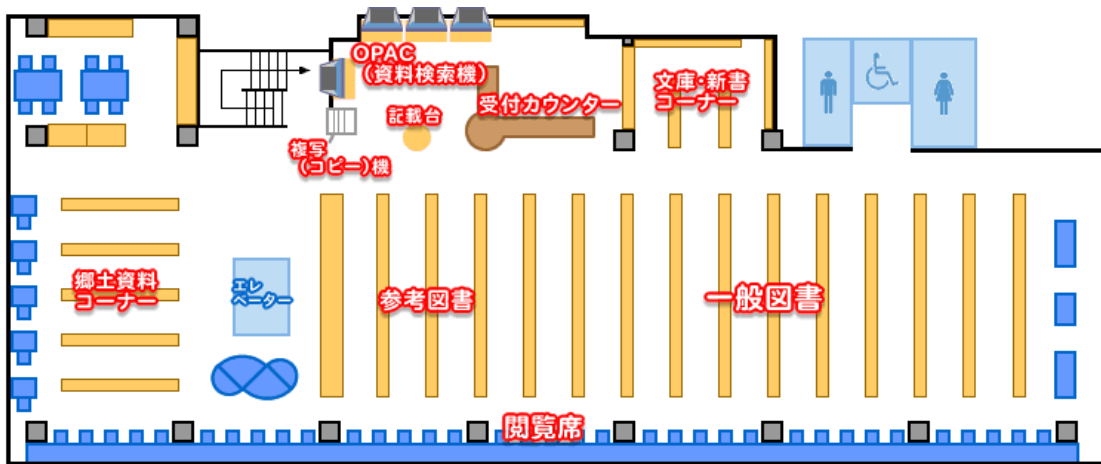 OPAC
(資料検索機)
記載台
受付カウンター
文庫・新書
コーナー
複写
(コピー)機
郷土資料
コーナー
エレ
ベーター
参考図書
一般図書
閲覧席